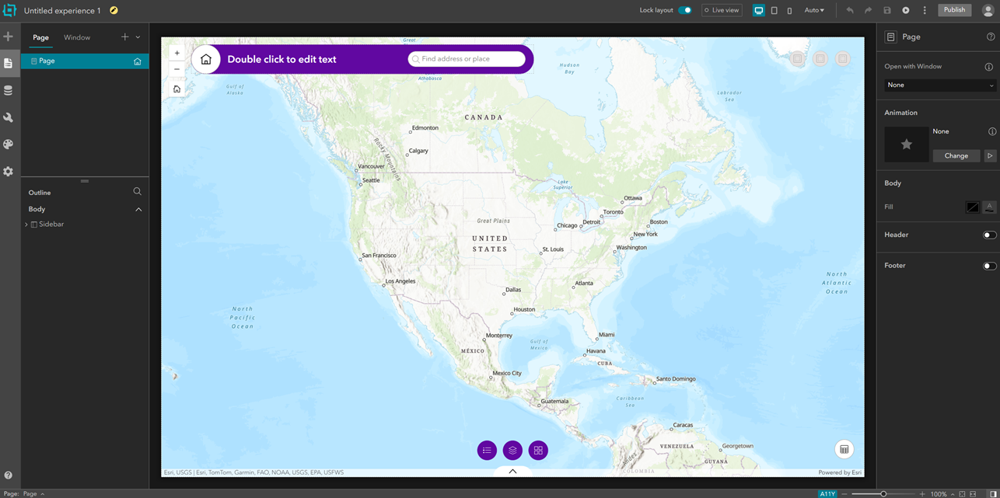 Untitled experience 1
Lock layout
Live view
Auto
Publish
Page
Window
Page
Outline
Body
Sidebar
Double click to edit text
Find address or place
Great
Athabasca
Hudson
Bay
Gulf of
Alaska
Labrador
Sea
CANADA
Edmonton
Calgary
Rocky Mountains
Vancouver
Seattle
Lake
Superior
Ottawa
Toronto
Great Plains
Chicago
Detroit
Boston
New York
UNITED
STATES
St. Louis
Washington
San Francisco
Los Angeles
Atlanta
Dallas
North
Atlantic
Ocean
North
Pacific
Ocean
Houston
Monterrey
Miami
Gulf of
Mexico
MÉXICO
Havana
CUBA
Mexico City
Santo Domingo
Guatemala
Caribbean
Sea
Caracas
VENEZUELA
Georgetown
GUYANA
COLOMBIA
Esri, USGS | Esri, TomTom, Garmin, FAO, NOAA, USGS, EPA, USFWS
Powered by Esri
Page
Open with Window
None
Animation
None
Change
Body
Fill
A
Header
Footer
Page: Page
A11Y
100%